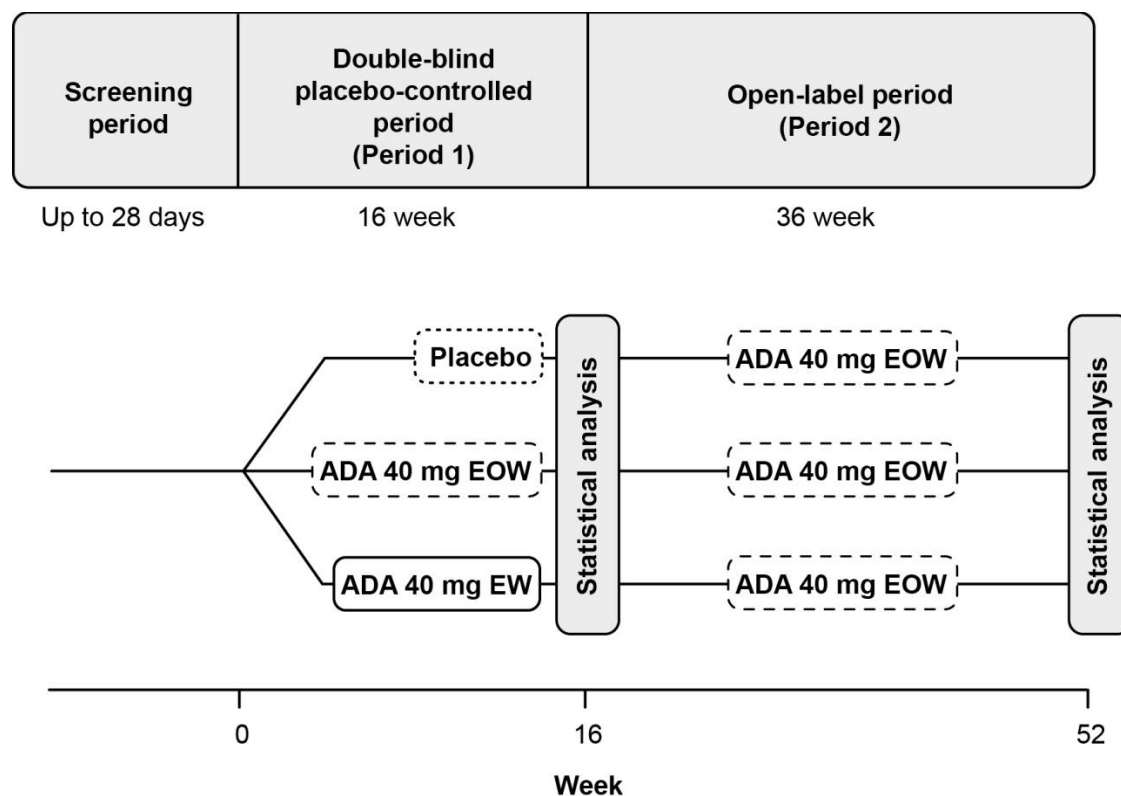 Screening
period
Double-blind
placebo-controlled
period
(Period 1)
Open-label period
(Period 2)
Up to 28 days
16 week
36 week
Placebo
ADA 40 mg EOW
ADA 40 mg EW
Statistical analysis
ADA 40 mg EOW
ADA 40 mg EOW
ADA 40 mg EOW
Statistical analysis
0
16
52
Week